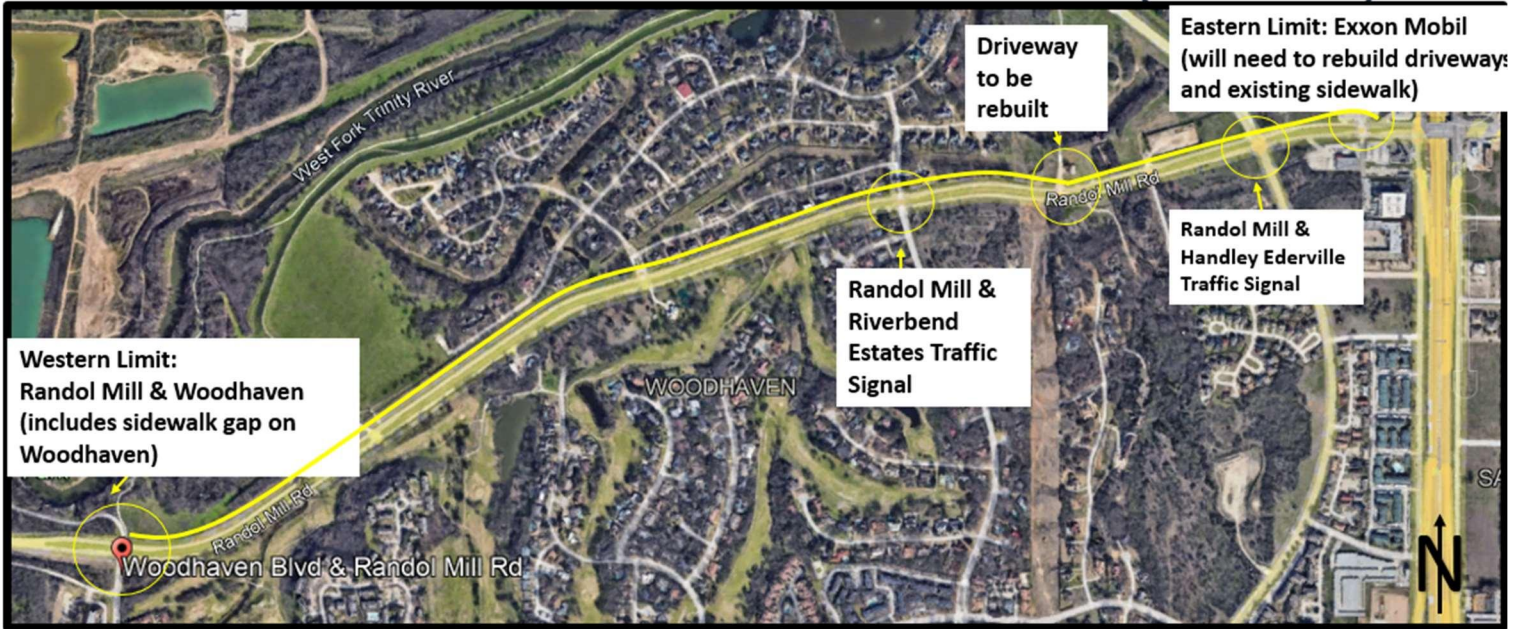 Eastern Limit: Exxon Mobil
(will need to rebuild driveways
and existing sidewalk)
Driveway
to be
rebuilt
West Fork Trinity River
Randol Mill Rd
Randol Mill &
Handley Ederville
Traffic Signal
Randol Mill &
Riverbend
Estates Traffic
Signal
WOODHAVEN
Western Limit:
Randol Mill & Woodhaven
(includes sidewalk gap on
Woodhaven)
Randol Mill Rd
Woodhaven Blvd & Randol Mill Rd
N